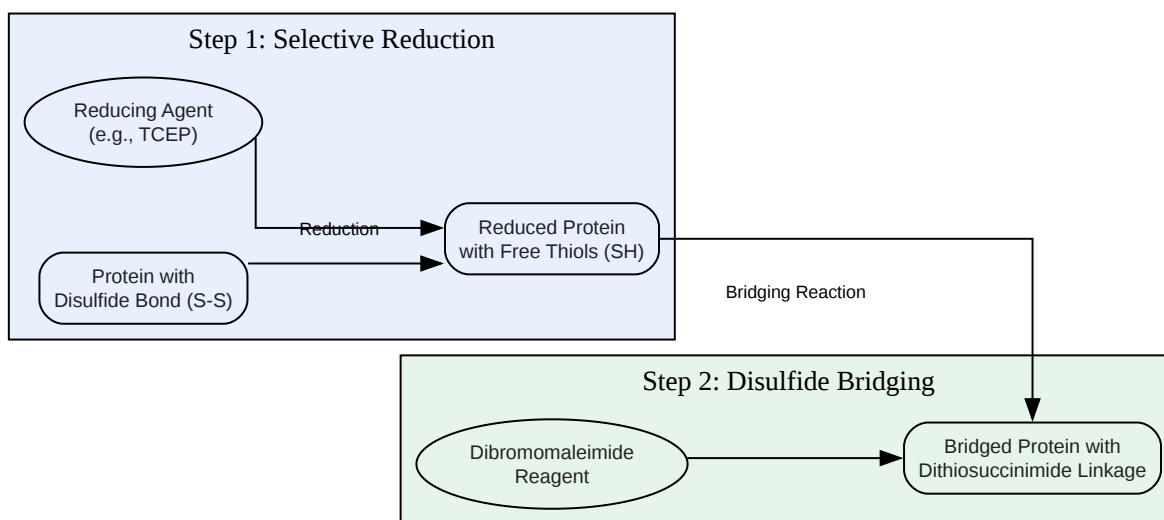 Step 1: Selective Reduction
Reducing Agent
(e.g., TCEP)
Reduction
Reduced Protein
with Free Thiols (SH)
Protein with
Disulfide Bond (S-S)
Bridging Reaction
Step 2: Disulfide Bridging
Dibromomaleimide
Reagent
Bridged Protein with
Dithiosuccinimide Linkage